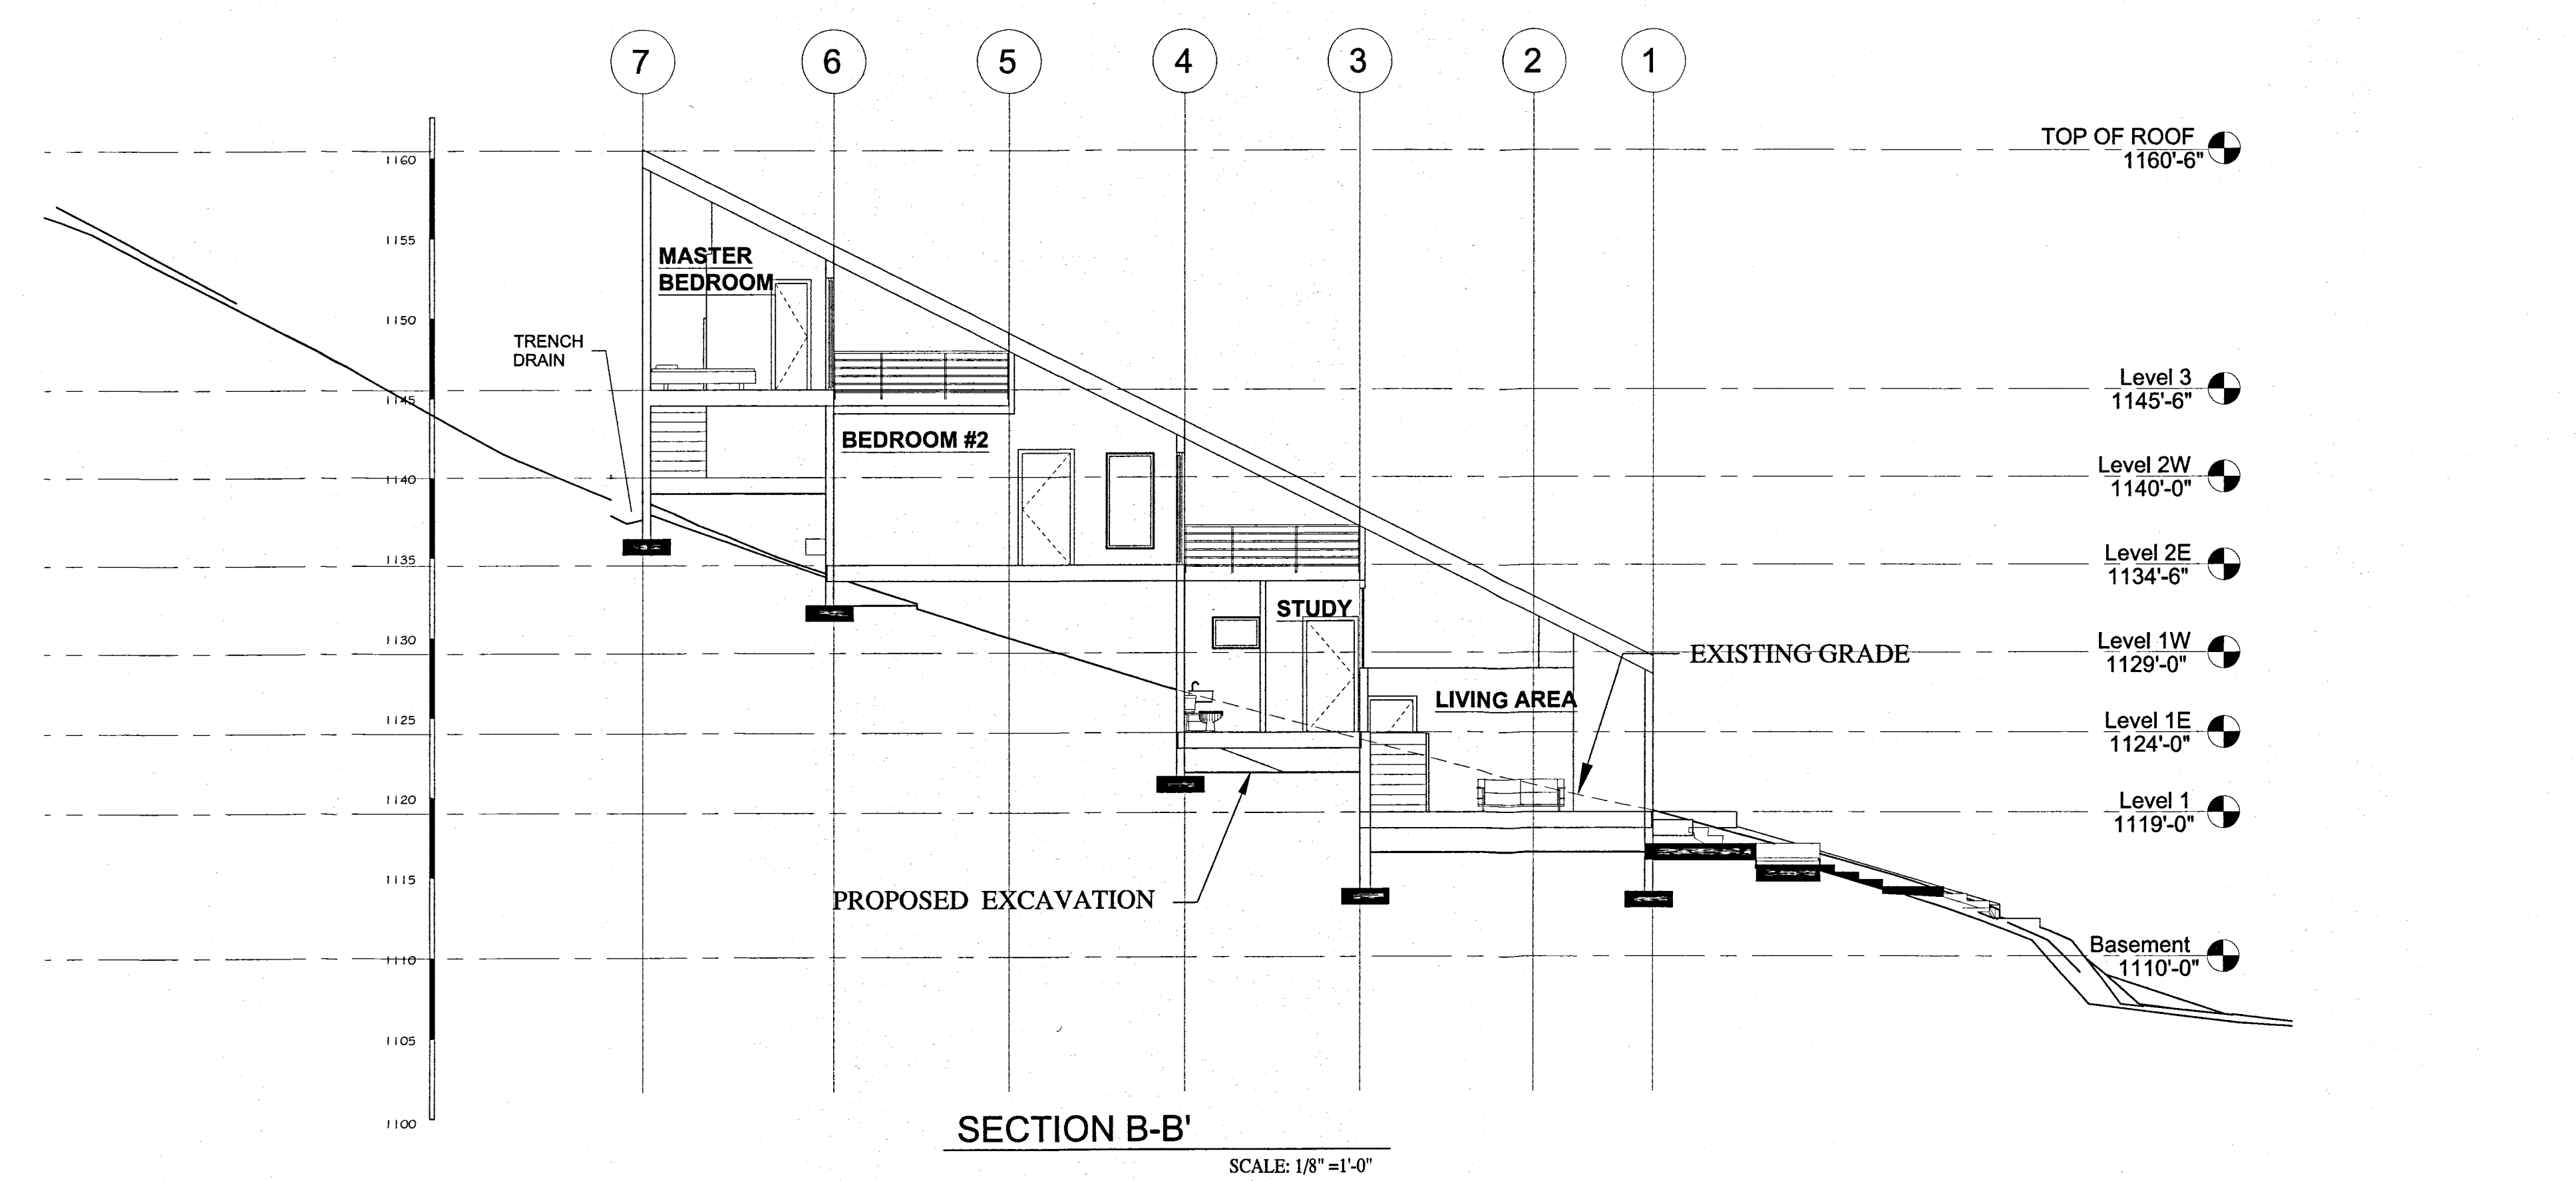 7 6 5 4 3 2 1
TOP OF ROOF
1160'-6"
1160
1155
MASTER
BEDROOM
1150
TRENCH
DRAIN
Level 3
1145'-6"
1145
BEDROOM #2
Level 2W
1140'-0"
1140
Level 2E
1134'-6"
1135
STUDY
1130
Level 1W
1129'-0"
EXISTING GRADE
LIVING AREA
1125
Level 1E
1124'-0"
1120
Level 1
1119'-0"
1115
PROPOSED EXCAVATION
Basement
1110'-0"
1110
1105
1100
SECTION B-B'
SCALE: 1/8" =1'-0"